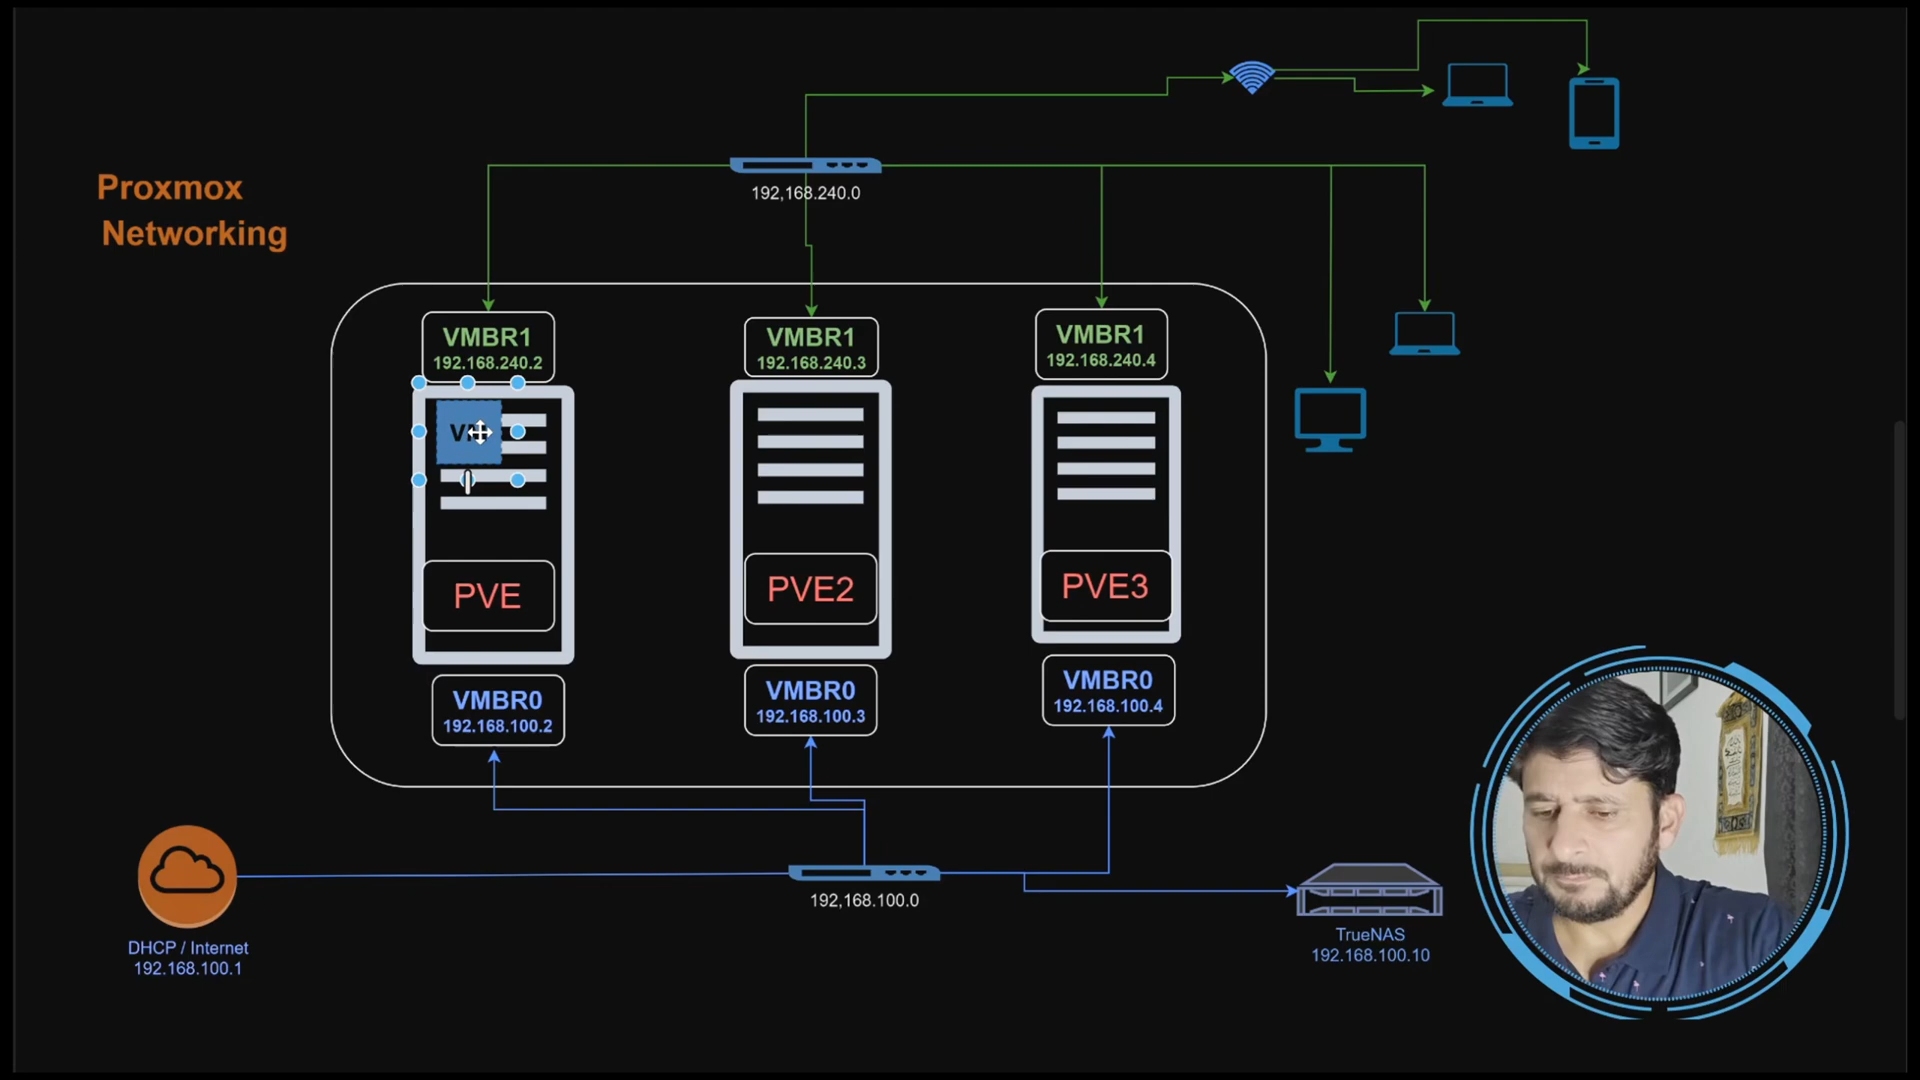 Proxmox
Networking
192,168.240.0
VMBR1
192.168.240.2
VMBR1
192.168.240.3
VMBR1
192.168.240.4
PVE
PVE2
PVE3
VMBR0
192.168.100.2
VMBR0
192.168.100.3
VMBR0
192.168.100.4
192,168.100.0
DHCP / Internet
192.168.100.1
TrueNAS
192.168.100.10